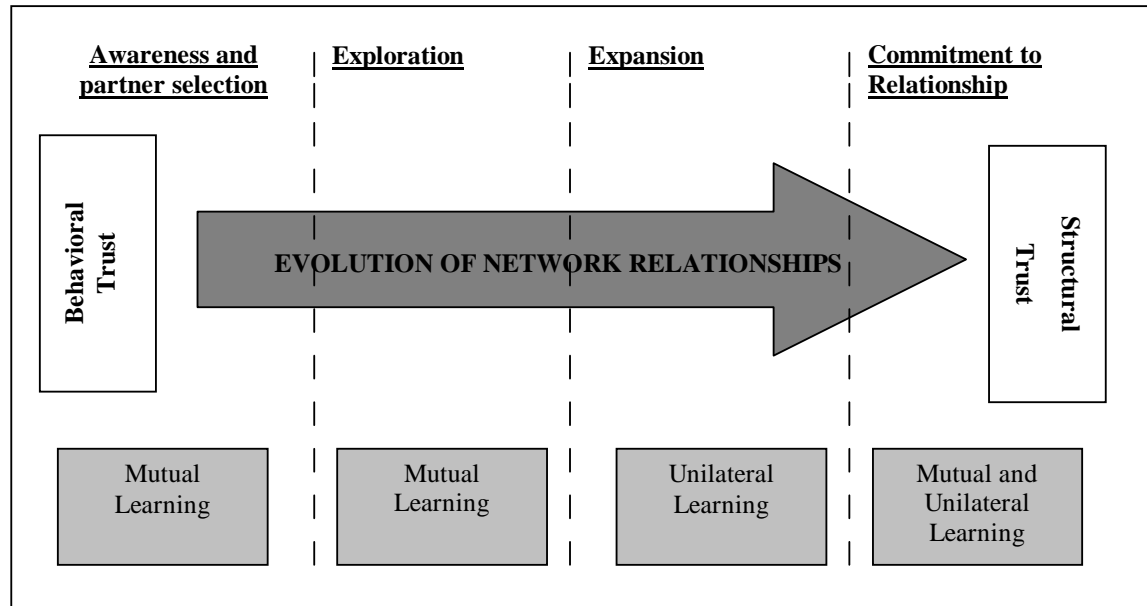 Awareness and
partner selection
Exploration
Expansion
Commitment to
Relationship
Behavioral
Trust
EVOLUTION OF NETWORK RELATIONSHIPS
Structural
Trust
Mutual
Learning
Mutual
Learning
Unilateral
Learning
Mutual and
Unilateral
Learning